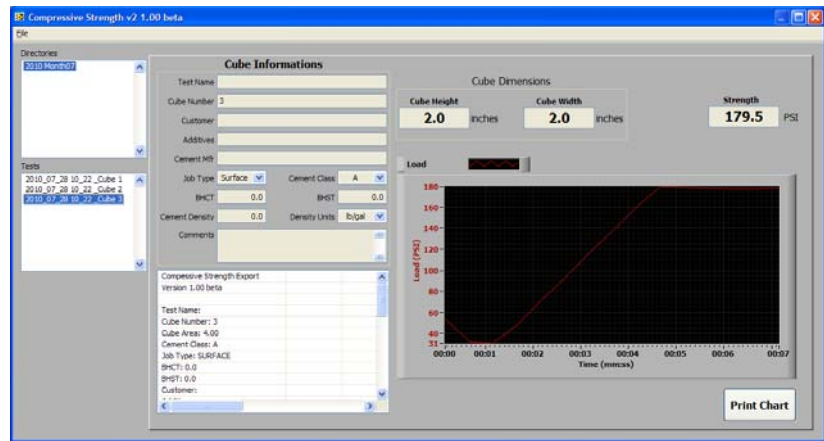 Compressive Strength v2 1.00 beta
File
Directories
2010 Month07
Tests
2010_07_28 10_22 _Cube 1
2010_07_28 10_22 _Cube 2
2010_07_28 10_22 _Cube 3
Cube Informations
Test Name
Cube Number 3
Customer
Additives
Cement Mfr
Job Type Surface Cement Class A
BHCT 0.0 BHST 0.0
Cement Density 0.0 Density Units lb/gal
Comments
Compessive Strength Export
Version 1.00 beta
Test Name:
Cube Number: 3
Cube Area: 4.00
Cement Class: A
Job Type: SURFACE
BHCT: 0.0
BHST: 0.0
Customer:
Cube Dimensions
Cube Height Cube Width
2.0 inches 2.0 inches
Strength
179.5 PSI
Load
Load (PSI)
180
160
140
120
100
80
60
40
31
00:00 00:01 00:02 00:03 00:04 00:05 00:06 00:07
Time (mm:ss)
Print Chart